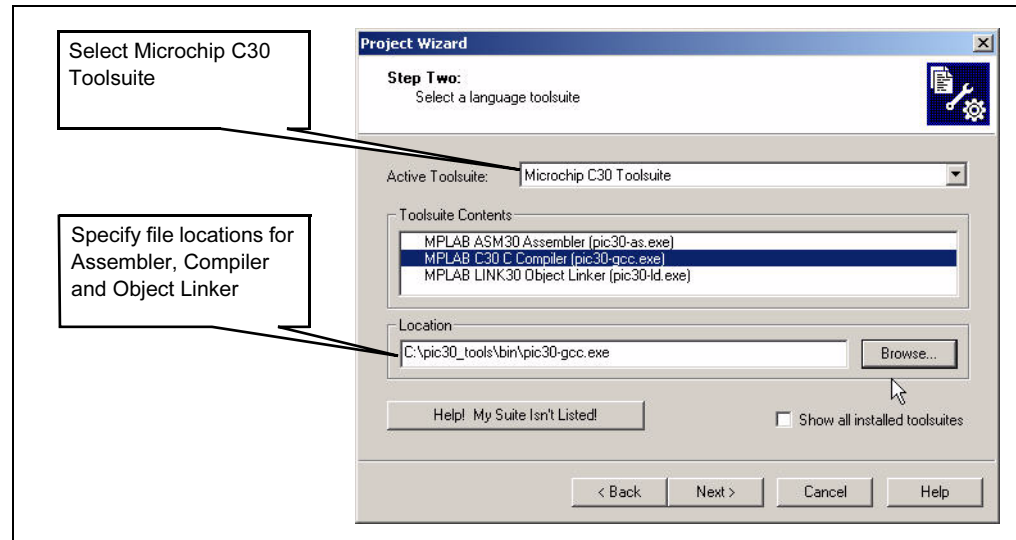 Select Microchip C30
Toolsuite
Specify file locations for
Assembler, Compiler
and Object Linker
Project Wizard
Step Two:
Select a language toolsuite
Active Toolsuite:
Microchip C30 Toolsuite
Toolsuite Contents
MPLAB ASM30 Assembler (pic30-as.exe)
MPLAB C30 C Compiler (pic30-gcc.exe)
MPLAB LINK30 Object Linker (pic30-ld.exe)
Location
C:\pic30_tools\bin\pic30-gcc.exe
Browse...
Help! My Suite Isn't Listed!
Show all installed toolsuites
< Back
Next >
Cancel
Help